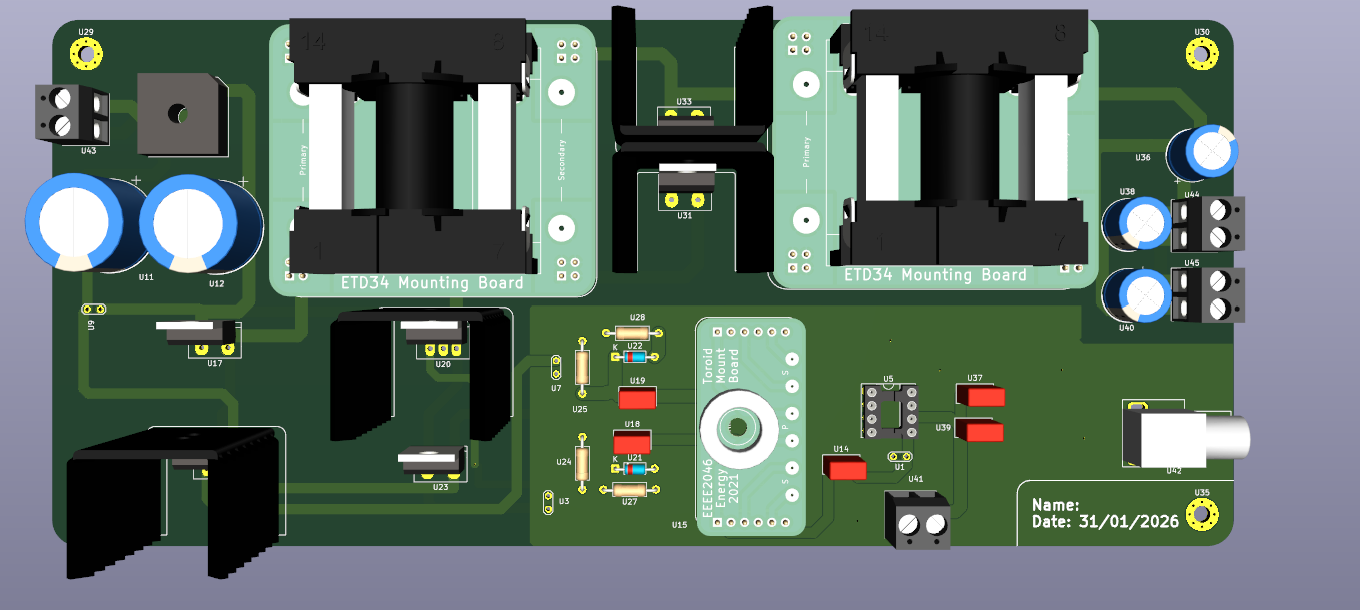 U29
14
8
14
8
U30
U33
U43
Primary
Secondary
Primary
U36
U38
U44
U31
U11
U12
1
7
1
7
ETD34 Mounting Board
ETD34 Mounting Board
U45
U9
U40
U17
U20
U28
K
U22
U7
U25
U19
Toroid
Mount
Board
S
P
S
U5
U37
U39
U18
K
U21
U24
U27
U23
U3
U15
EEEE2046
Energy
2021
U14
U1
U41
U42
U35
Name:
Date: 31/01/2026